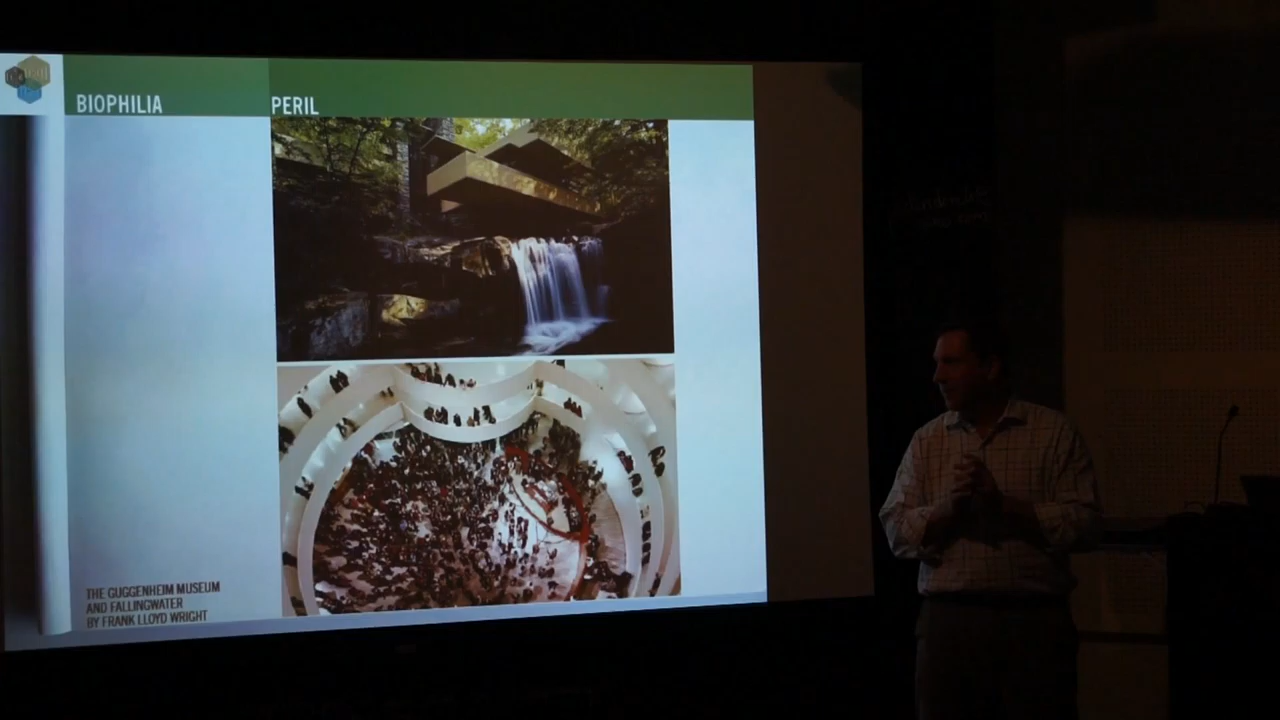 BIOPHILIA
PERIL
THE GUGGENHEIM MUSEUM
AND FALLINGWATER
BY FRANK LLOYD WRIGHT